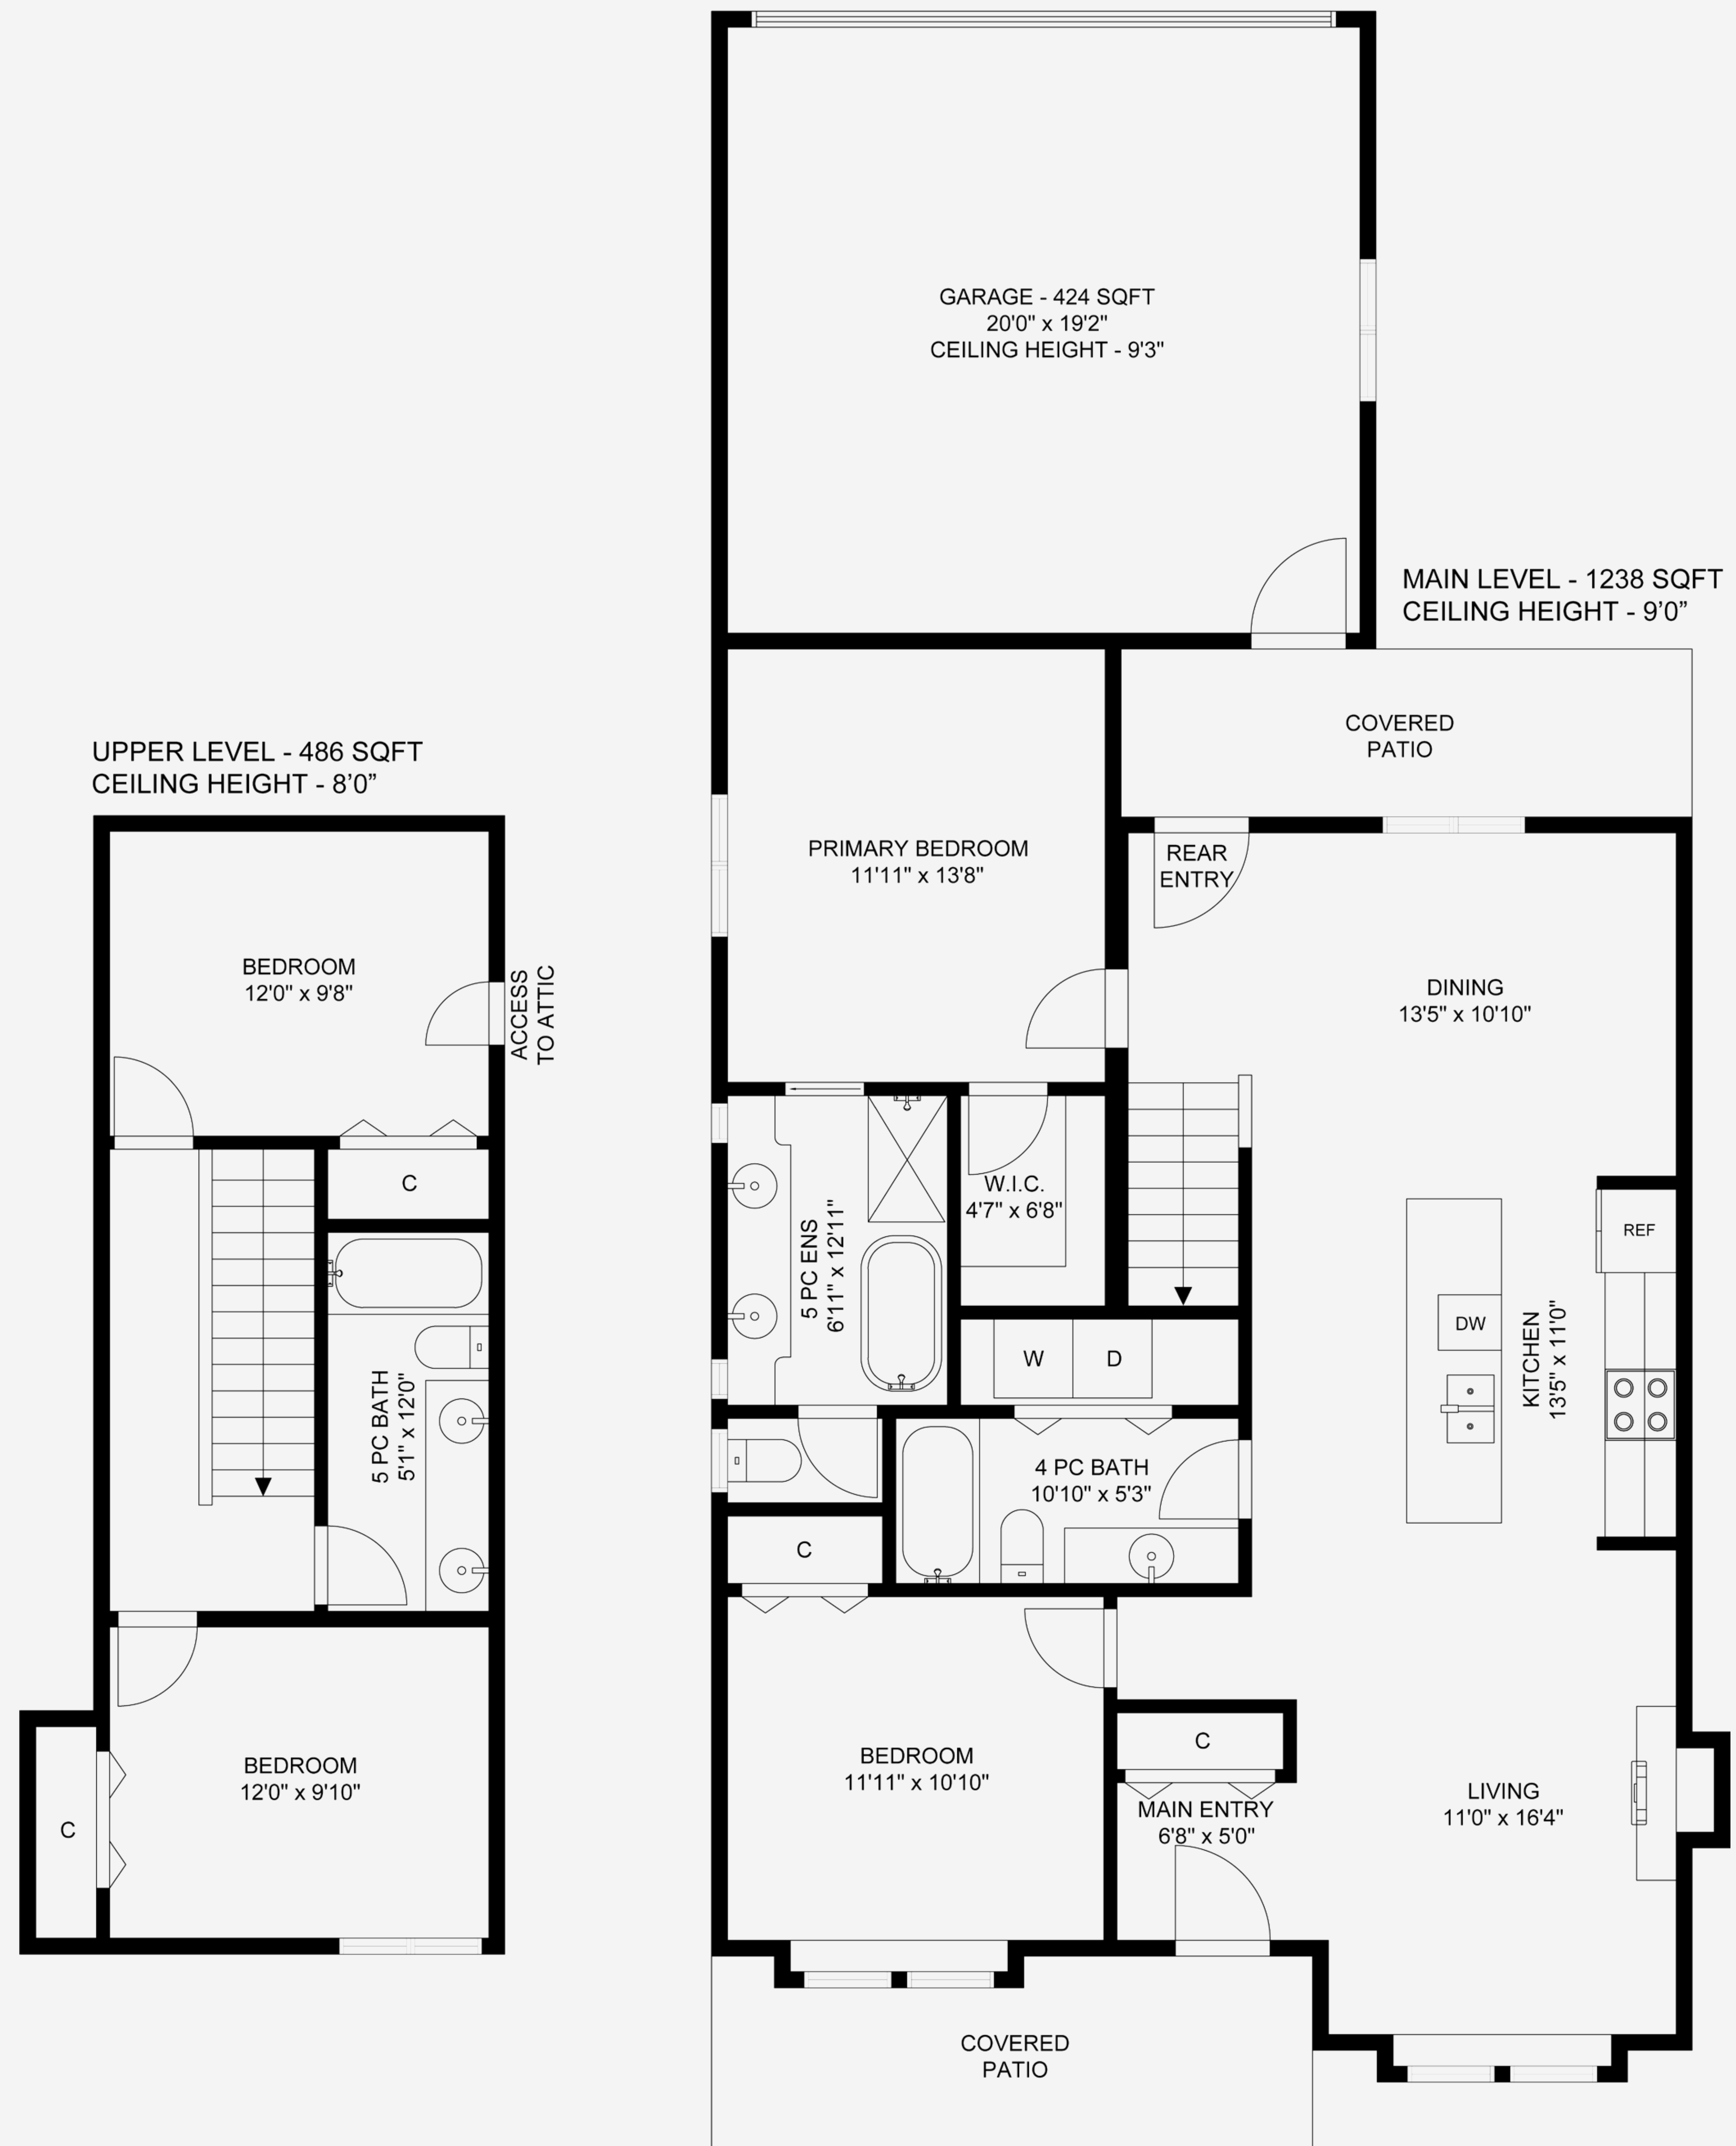 UPPER LEVEL - 486 SQFT
CEILING HEIGHT - 8’0”
BEDROOM
12'0" x 9'8"
ACCESS
TO ATTIC
C
5 PC BATH
5'1" x 12'0"
BEDROOM
12'0" x 9'10"
C
GARAGE - 424 SQFT
20'0" x 19'2"
CEILING HEIGHT - 9'3"
MAIN LEVEL - 1238 SQFT
CEILING HEIGHT - 9’0”
COVERED
PATIO
PRIMARY BEDROOM
11'11" x 13'8"
REAR
ENTRY
DINING
13'5" x 10'10"
W.I.C.
4'7" x 6'8"
5 PC ENS
6'11" x 12'11"
REF
DW
KITCHEN
13'5" x 11'0"
W
D
4 PC BATH
10'10" x 5'3"
C
BEDROOM
11'11" x 10'10"
C
MAIN ENTRY
6'8" x 5'0"
LIVING
11'0" x 16'4"
COVERED
PATIO